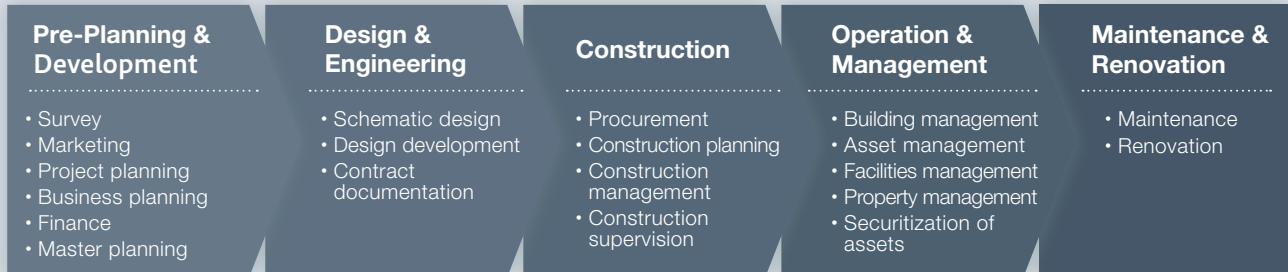 Pre-Planning &
Development
• Survey
• Marketing
• Project planning
• Business planning
• Finance
• Master planning
Design &
Engineering
• Schematic design
• Design development
• Contract
documentation
Construction
• Procurement
• Construction planning
• Construction
management
• Construction
supervision
Operation &
Management
• Building management
• Asset management
• Facilities management
• Property management
• Securitization of
assets
Maintenance &
Renovation
• Maintenance
• Renovation